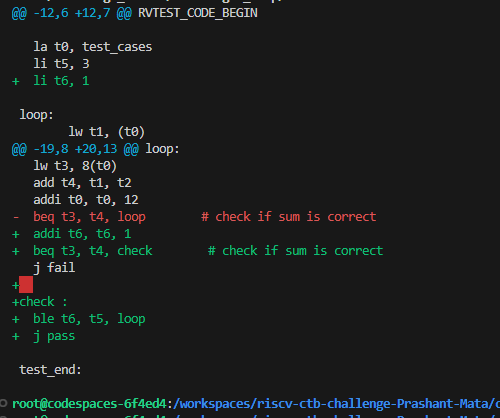 @@ -12,6 +12,7 @@ RVTEST_CODE_BEGIN
la t0, test_cases
li t5, 3
+ li t6, 1
loop:
lw t1, (t0)
@@ -19,8 +20,13 @@ loop:
lw t3, 8(t0)
add t4, t1, t2
addi t0, t0, 12
- beq t3, t4, loop # check if sum is correct
+ addi t6, t6, 1
+ beq t3, t4, check # check if sum is correct
j fail
+
+check :
+ ble t6, t5, loop
+ j pass
test_end:
root@codespaces-6f4ed4:/workspaces/riscv-ctb-challenge-Prashant-Mata/c